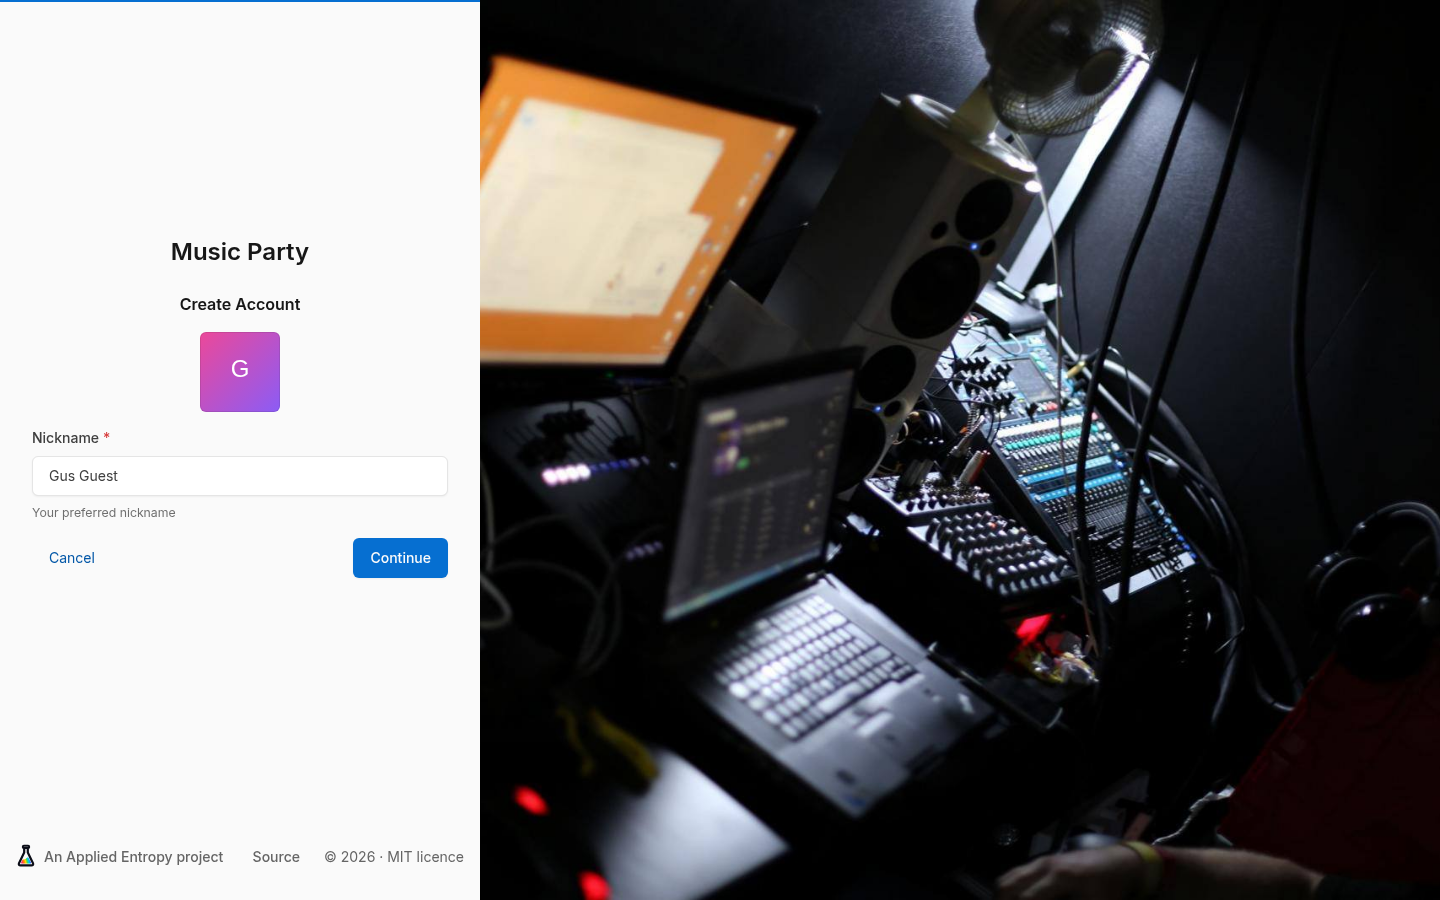 Music Party
Create Account
G
Nickname *
Gus Guest
Your preferred nickname
Cancel
Continue
An Applied Entropy project
Source
© 2026 · MIT licence